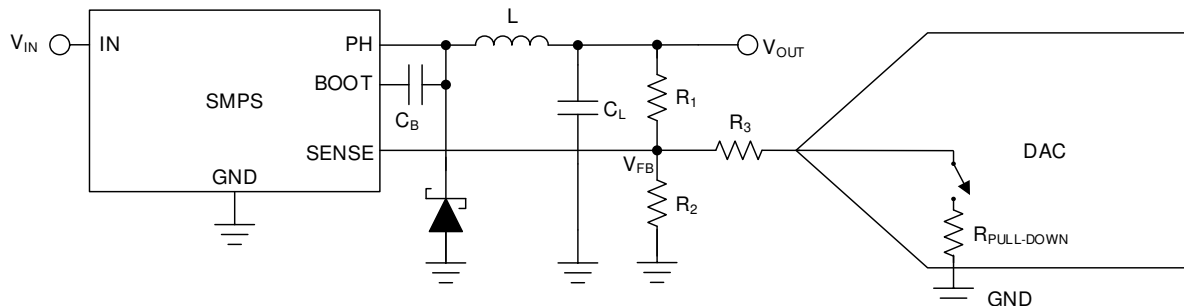 V_IN
IN
PH
BOOT
SMPS
SENSE
GND
C_B
L
C_L
V_OUT
R_1
R_3
V_FB
R_2
DAC
R_PULL-DOWN
GND